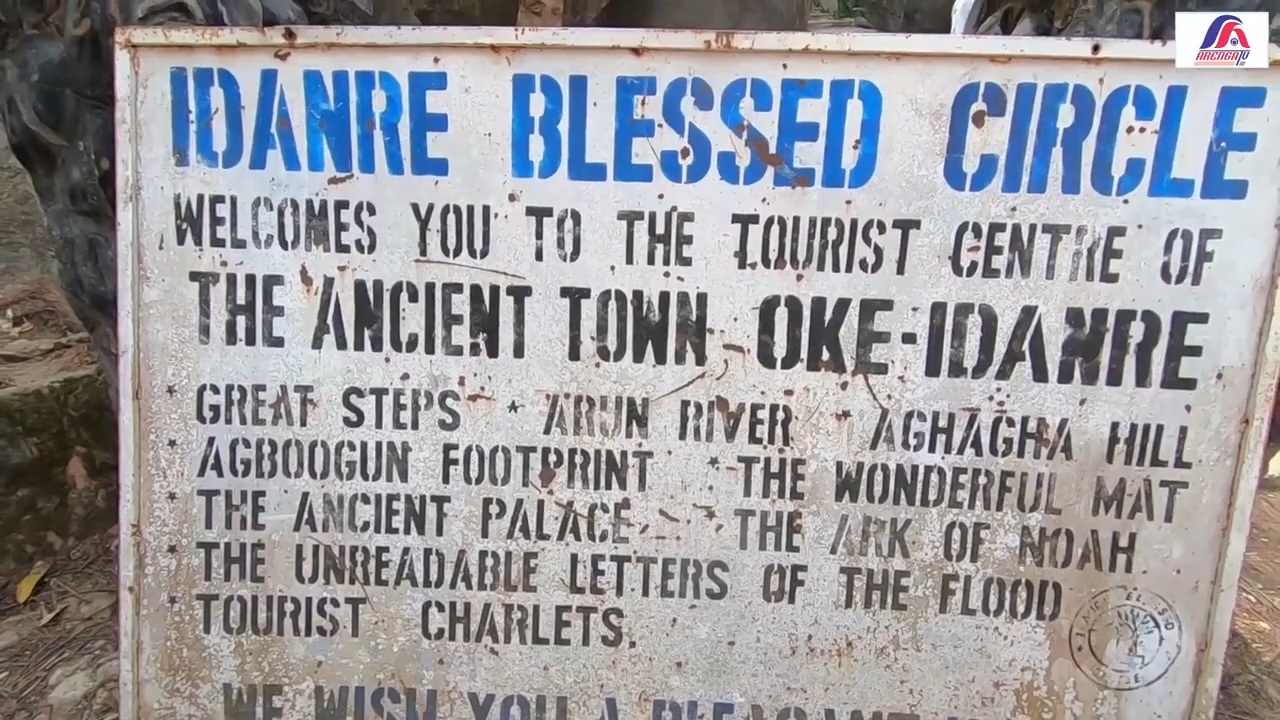 ARENGATV
IDANRE BLESSED CIRCLE
WELCOMES YOU TO THE TOURIST CENTRE OF
THE ANCIENT TOWN - OKE-IDANRE
* GREAT STEPS * ARUN RIVER * AGHAGHA HILL
* AGBOOGUN FOOTPRINT * THE WONDERFUL MAT
* THE ANCIENT PALACE * THE ARK OF NOAH
* THE UNREADABLE LETTERS OF THE FLOOD
* TOURIST CHARLETS.
WE WISH YOU A PLEASANT